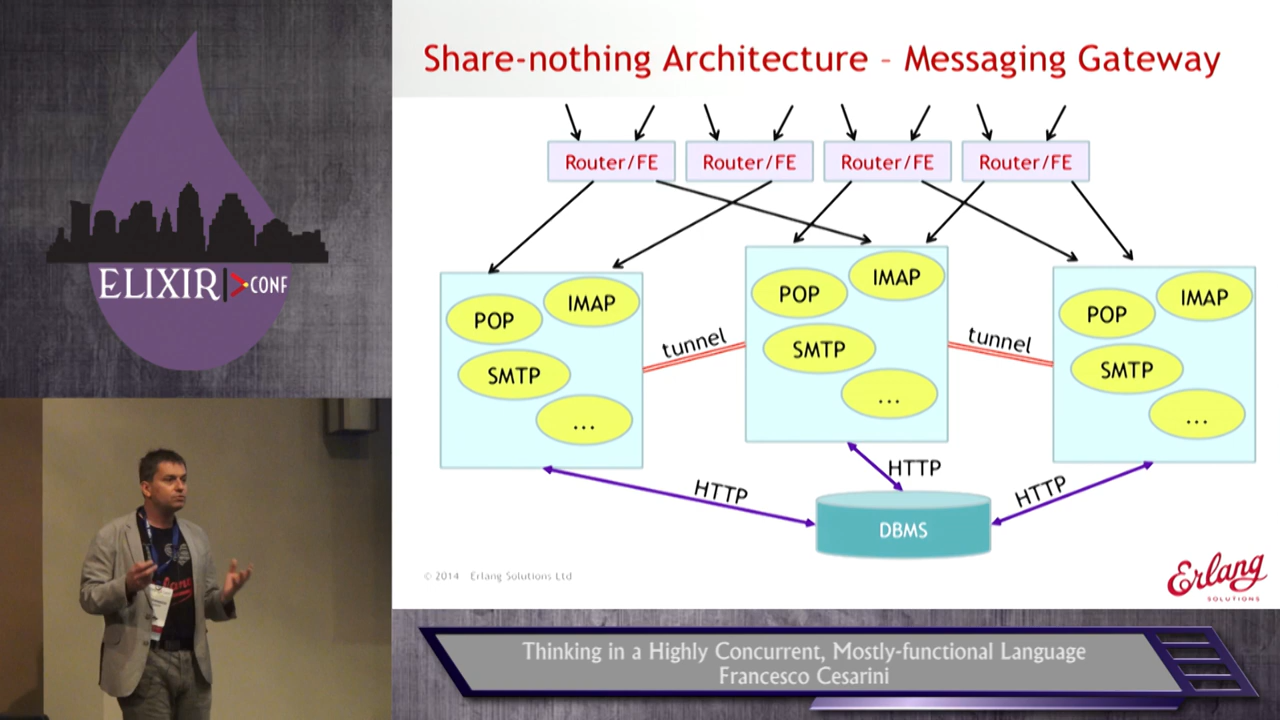 Share-nothing Architecture – Messaging Gateway
Router/FE
Router/FE
Router/FE
Router/FE
POP
IMAP
SMTP
...
tunnel
POP
IMAP
SMTP
...
tunnel
POP
IMAP
SMTP
...
HTTP
HTTP
HTTP
DBMS
© 2014 Erlang Solutions Ltd
Erlang
SOLUTIONS
ELIXIR|>CONF
Thinking in a Highly Concurrent, Mostly-functional Language
Francesco Cesarini